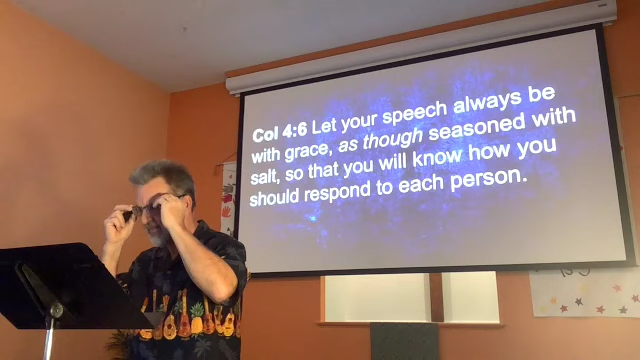 Col 4:6 Let your speech always be
with grace, as though seasoned with
salt, so that you will know how you
should respond to each person.